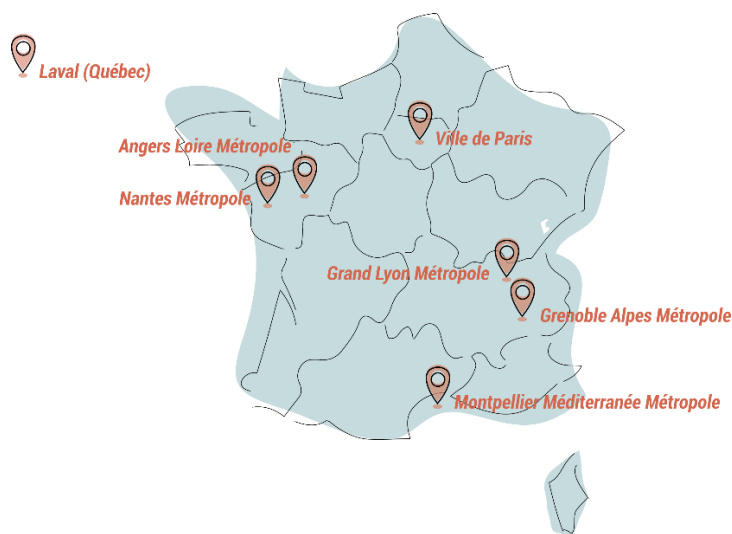 Laval (Québec)
Ville de Paris
Angers Loire Métropole
Nantes Métropole
Grand Lyon Métropole
Grenoble Alpes Métropole
Montpellier Méditerranée Métropole